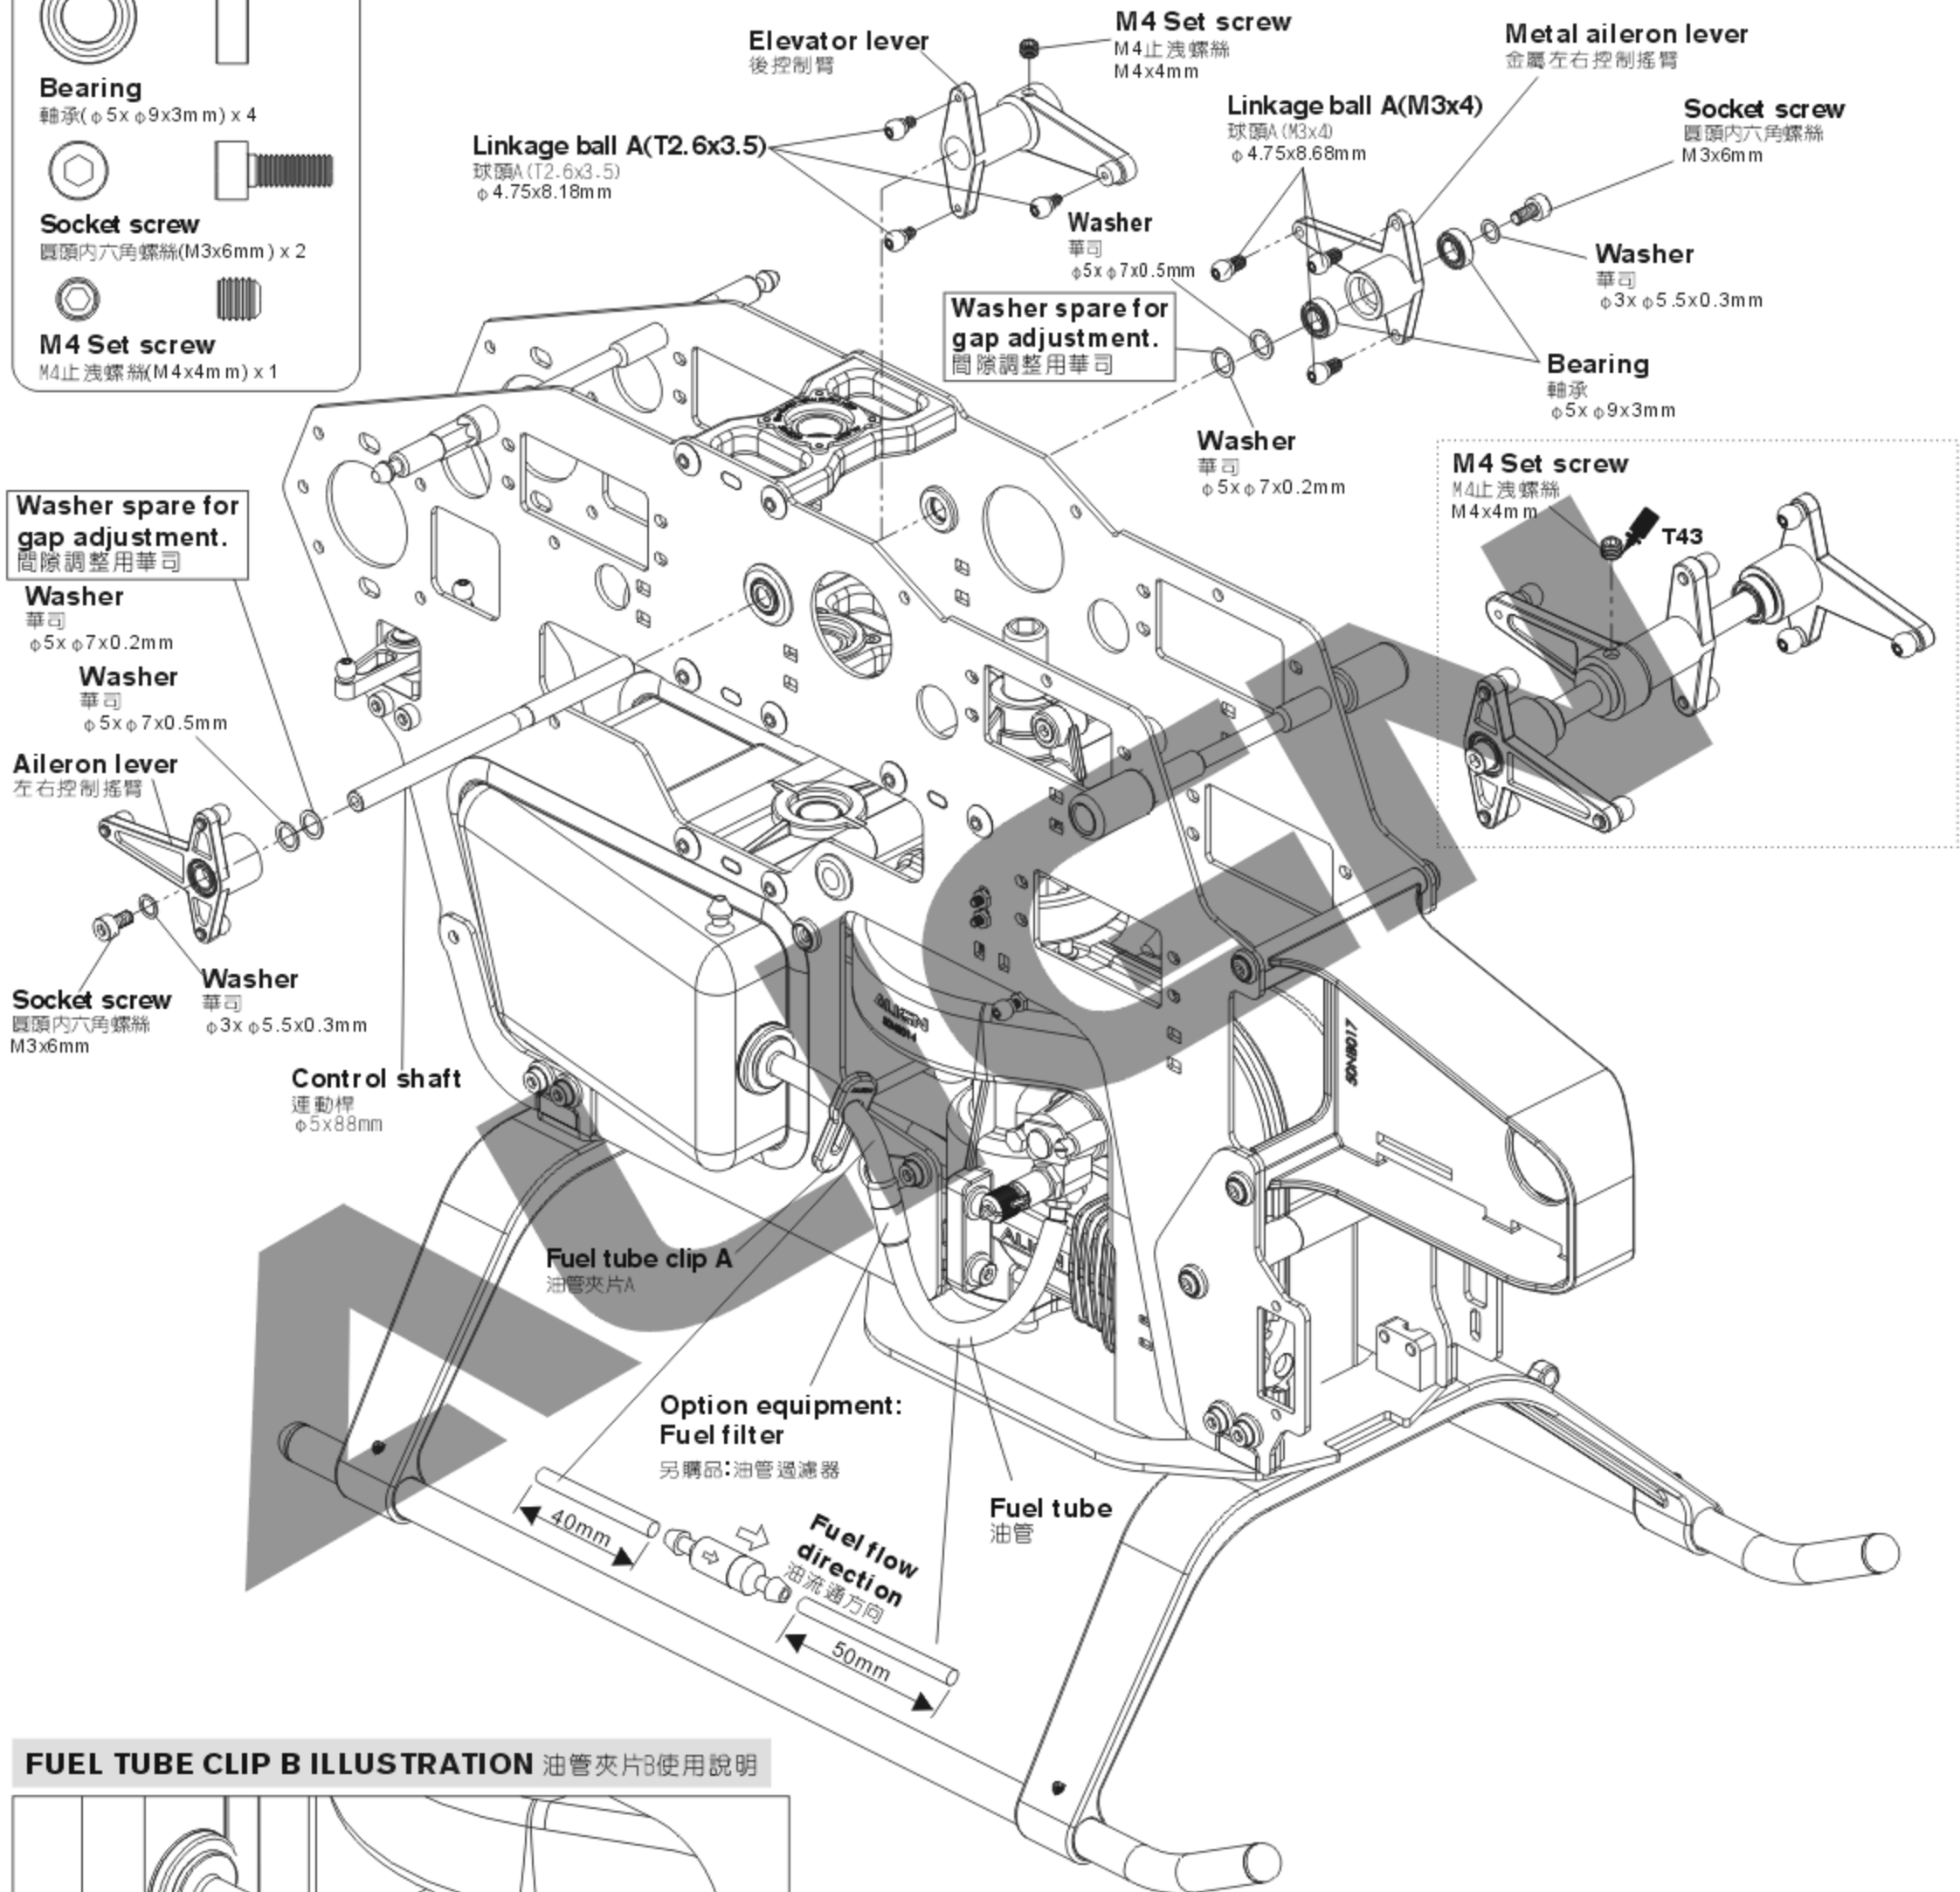 Bearing
軸承(φ5xφ9x3mm) x 4
Socket screw
圓頭內六角螺絲(M3x6mm) x 2
M4 Set screw
M4止洩螺絲(M4x4mm) x 1
Elevator lever
後控制臂
M4 Set screw
M4止洩螺絲
M4x4mm
Metal aileron lever
金屬左右控制搖臂
Linkage ball A(T2.6x3.5)
球頭A(T2.6x3.5)
φ4.75x8.18mm
Linkage ball A(M3x4)
球頭A(M3x4)
φ4.75x8.68mm
Socket screw
圓頭內六角螺絲
M3x6mm
Washer
華司
φ5xφ7x0.5mm
Washer
華司
φ3xφ5.5x0.3mm
Washer spare for
gap adjustment.
間隙調整用華司
Bearing
軸承
φ5xφ9x3mm
Washer
華司
φ5xφ7x0.2mm
M4 Set screw
M4止洩螺絲
M4x4mm
T43
Washer spare for
gap adjustment.
間隙調整用華司
Washer
華司
φ5xφ7x0.2mm
Washer
華司
φ5xφ7x0.5mm
Aileron lever
左右控制搖臂
Washer
華司
φ3xφ5.5x0.3mm
Socket screw
圓頭內六角螺絲
M3x6mm
Control shaft
連動桿
φ5x88mm
ALIGN
50NB017
ALIGN
Fuel tube clip A
油管夾片A
Option equipment:
Fuel filter
另購品:油管過濾器
Fuel tube
油管
40mm
Fuel flow
direction
油流通方向
50mm
ALIGN
FUEL TUBE CLIP B ILLUSTRATION 油管夾片B使用說明